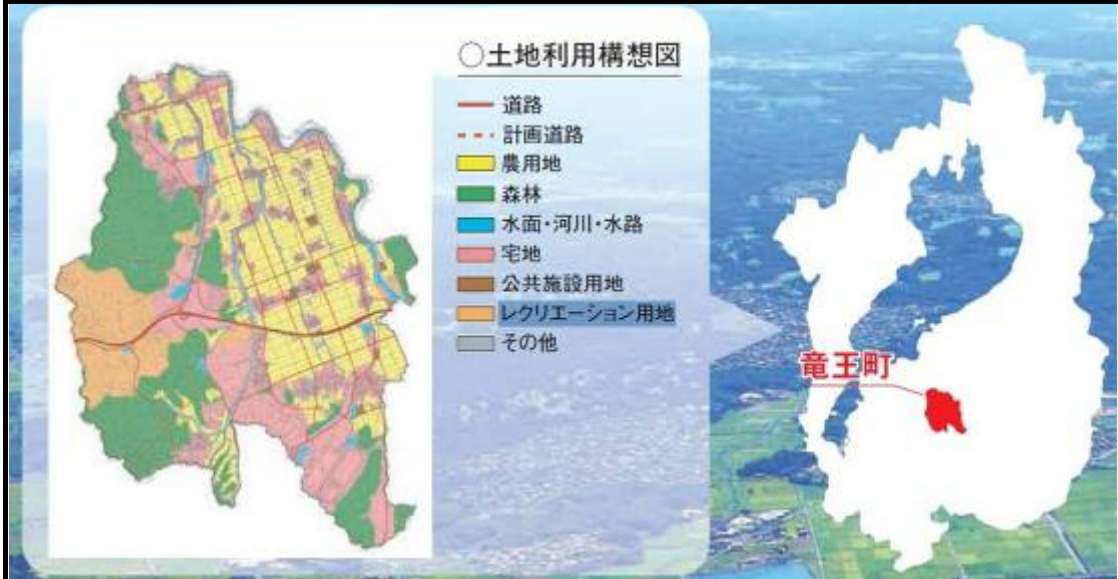 ○土地利用構想図
道路
計画道路
農用地
森林
水面・河川・水路
宅地
公共施設用地
レクリエーション用地
その他
竜王町